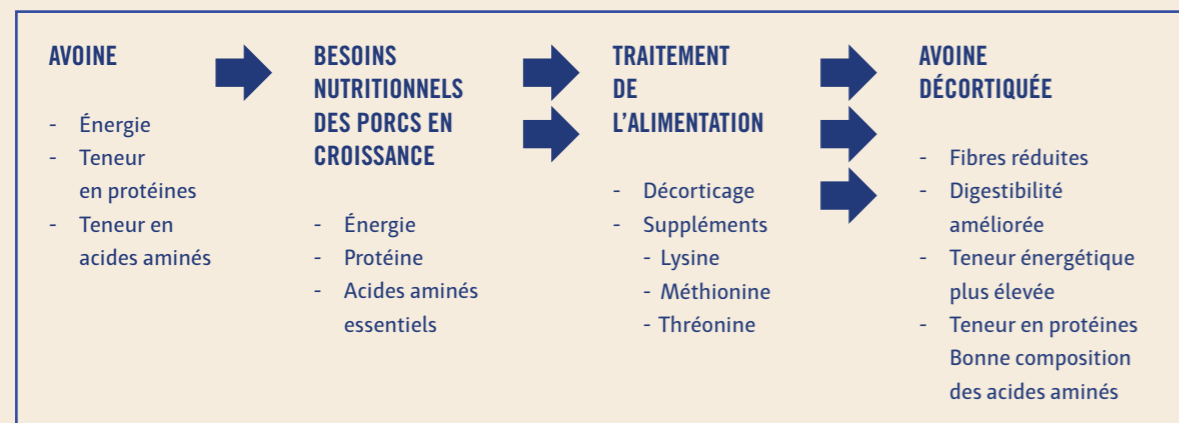 AVOINE
- Énergie
- Teneur
en protéines
- Teneur en
acides aminés
BESOINS
NUTRITIONNELS
DES PORCS EN
CROISSANCE
- Énergie
- Protéine
- Acides aminés
essentiels
TRAITEMENT
DE
L’ALIMENTATION
- Décorticage
- Suppléments
- Lysine
- Méthionine
- Thréonine
AVOINE
DÉCORTIQUÉE
- Fibres réduites
- Digestibilité
améliorée
- Teneur énergétique
plus élevée
- Teneur en protéines
Bonne composition
des acides aminés